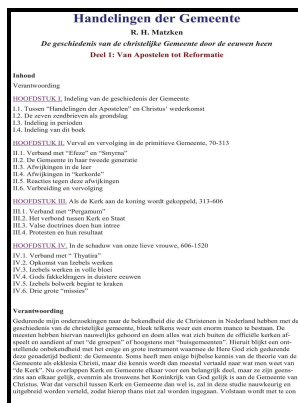 Handelingen der Gemeente
R. H. Matzken
De geschiedenis van de christelijke Gemeente door de eeuwen heen
Deel 1: Van Apostelen tot Reformatie
Inhoud
Verantwoording
HOOFDSTUK I. Indeling van de geschiedenis der Gemeente
I.1. Tussen "Handelingen der Apostelen" en Christus' wederkomst
I.2. De zeven zendbrieven als grondslag
I.3. Indeling in perioden
I.4. Indeling van dit boek
HOOFDSTUK II. Verval en vervolging in de primitieve Gemeente, 70-313
II.1. Verband met "Efeze" en "Smyrna"
II.2. De Gemeente in haar tweede generatie
II.3. Afwijkingen in de leer
II.4. Afwijkingen in "kerkorde"
II.5. Reacties tegen deze afwijkingen
II.6. Verbreiding en vervolging
HOOFDSTUK III. Als de Kerk aan de koning wordt gekoppeld, 313-606
III.1. Verband met "Pergamum"
III.2. Het verbond tussen Kerk en Staat
III.3. Valse doctrines doen hun intree
III.4. Protesten en hun resultaat
HOOFDSTUK IV. In de schaduw van onze lieve vrouwe, 606-1520
IV.1. Verband met " Thyatira"
IV.2. Opkomst van Izebels werken
IV.3. Izebels werken in volle bloei
IV.4. Gods fakkeldragers in duistere eeuwen
IV.5. Izebels bolwerk begint te kraken
IV.6. Drie grote "misses"
Verantwoording
Gedurende mijn onderzoekingen naar de bekendheid die de Christenen in Nederland hebben met de
geschiedenis van de christelijke gemeente, bleek telkens weer een enorm manco te bestaan. De
meesten hebben hiervan nauwelijks gehoord en doen alles wat zich buiten de officiële kerken af-
speelt en aandient af met "de groepen" of hoogstens met "huisgemeenten". Hieruit blijkt een ont-
stellende onbekendheid met het enige en grote instrument waarmee de Here God zich gedurende
deze genadetijd bedient: de Gemeente. Soms heeft men enige bijbelse kennis van de theorie van de
Gemeente als ekklesia Christi, maar die kennis wordt dan meestal vertaald naar wat men weet van
"de Kerk". Nu overlappen Kerk en Gemeente elkaar voor een belangrijk deel, maar ze zijn geens-
zins aan elkaar gelijk, evenmin als trouwens het Koninkrijk van God gelijk is aan de Gemeente van
Christus. Wat dat verschil tussen Kerk en Gemeente dan wel is, zal in deze studie nauwkeurig en
uitgebreid worden verteld, zodat hierop thans niet zal worden ingegaan. Volstaan wordt met te con